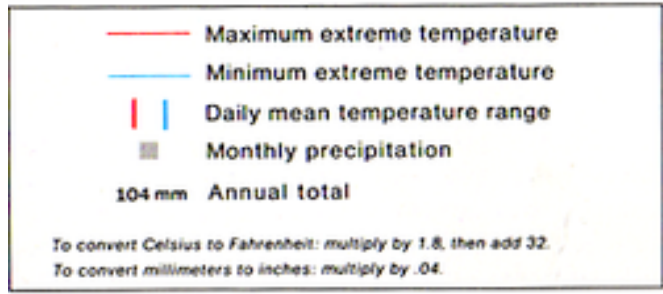 Maximum extreme temperature
Minimum extreme temperature
Daily mean temperature range
Monthly precipitation
104 mm Annual total
To convert Celsius to Fahrenheit: multiply by 1.8, then add 32.
To convert millimeters to inches: multiply by .04.